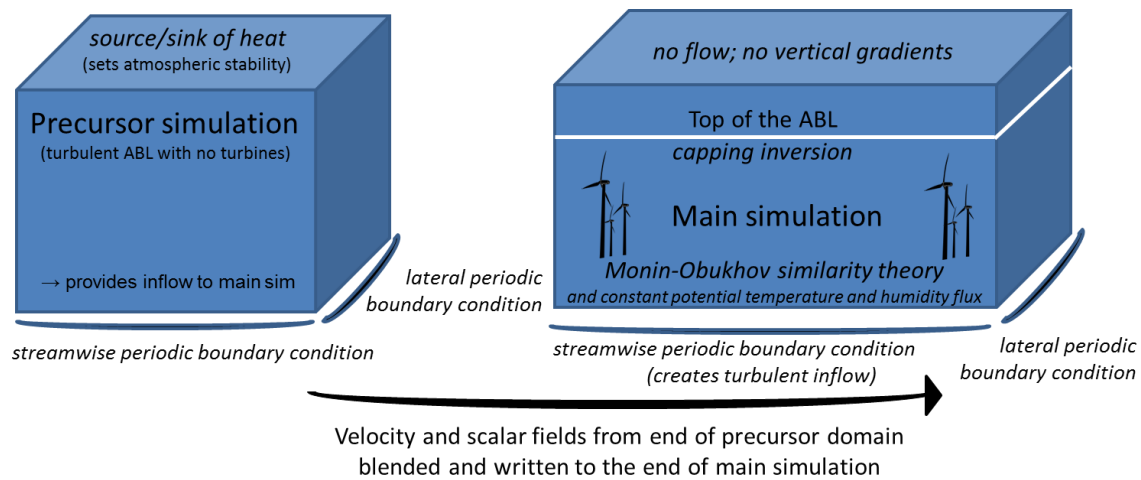 source/sink of heat
(sets atmospheric stability)
Precursor simulation
(turbulent ABL with no turbines)
→ provides inflow to main sim
lateral periodic
boundary condition
streamwise periodic boundary condition
no flow; no vertical gradients
Top of the ABL
capping inversion
Main simulation
Monin-Obukhov similarity theory
and constant potential temperature and humidity flux
streamwise periodic boundary condition
(creates turbulent inflow)
lateral periodic
boundary condition
Velocity and scalar fields from end of precursor domain
blended and written to the end of main simulation